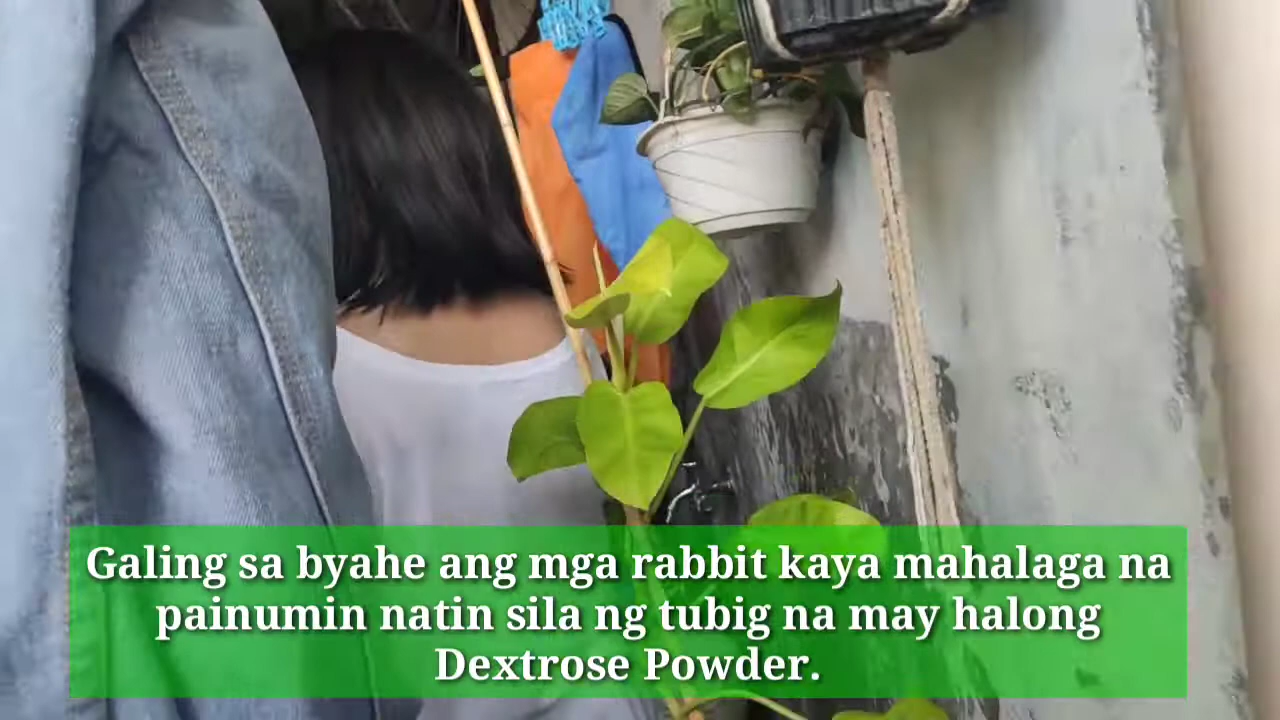 Galing sa byahe ang mga rabbit kaya mahalaga na
painumin natin sila ng tubig na may halong
Dextrose Powder.